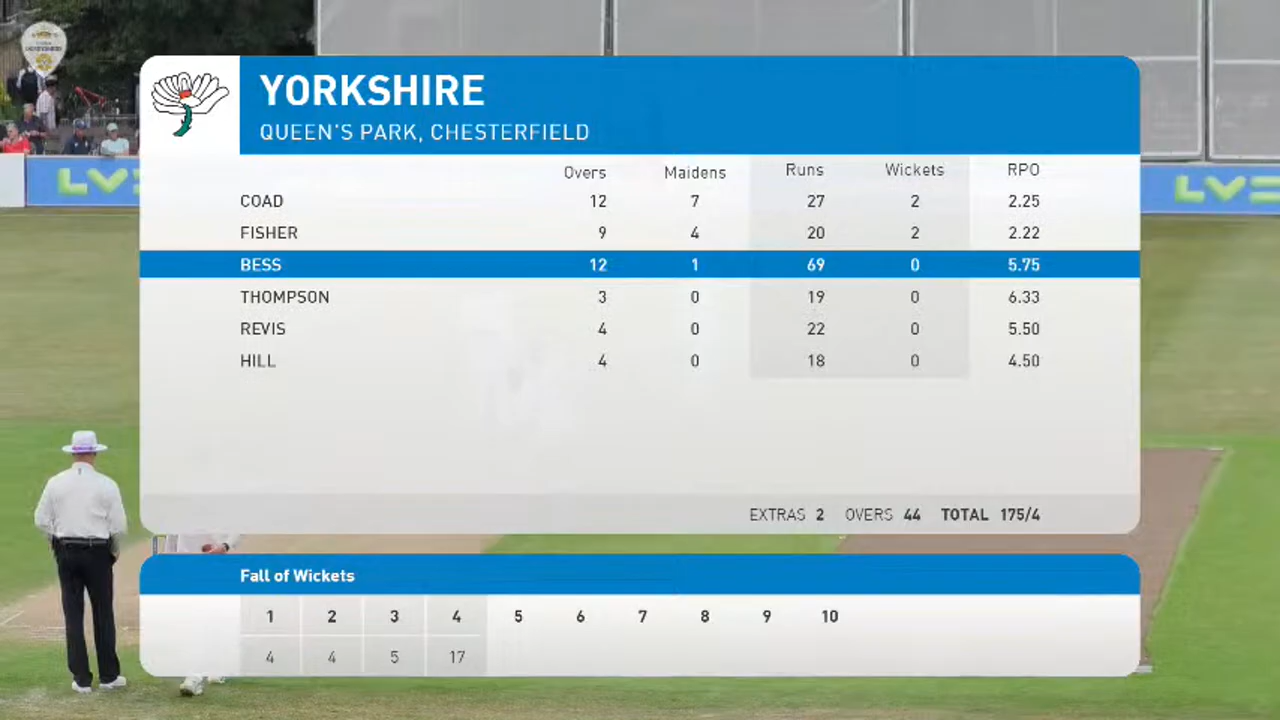 YORKSHIRE
QUEEN'S PARK, CHESTERFIELD
Overs Maidens Runs Wickets RPO
COAD 12 7 27 2 2.25
FISHER 9 4 20 2 2.22
BESS 12 1 69 0 5.75
THOMPSON 3 0 19 0 6.33
REVIS 4 0 22 0 5.50
HILL 4 0 18 0 4.50
EXTRAS 2 OVERS 44 TOTAL 175/4
Fall of Wickets
1 2 3 4 5 6 7 8 9 10
4 4 5 17